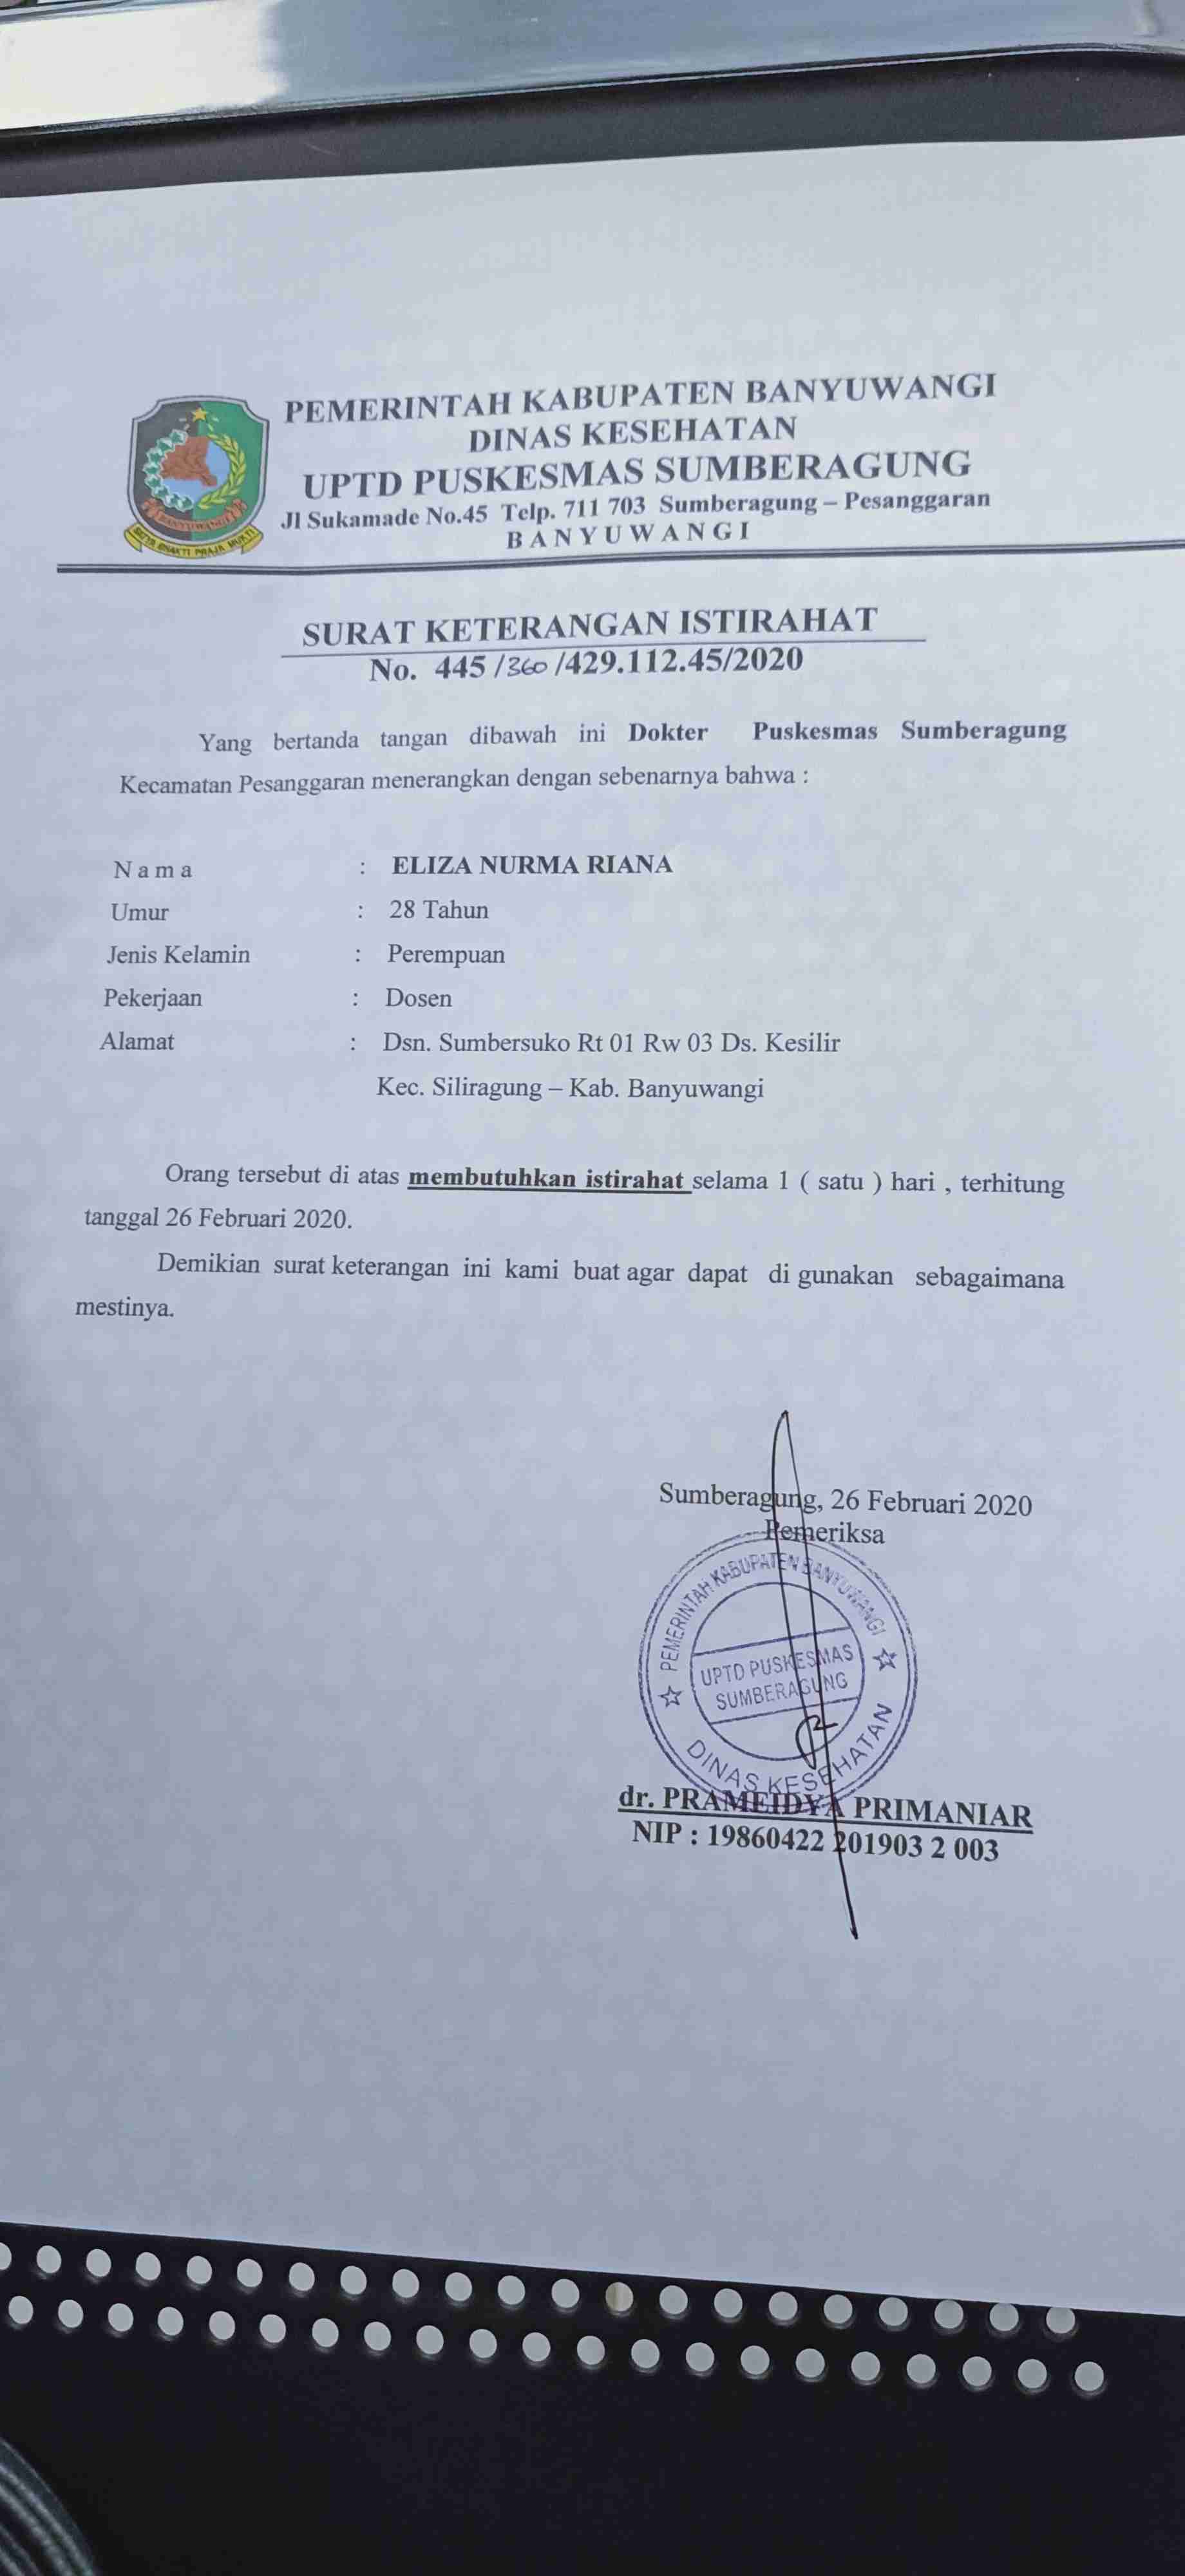 PEMERINTAH KABUPATEN BANYUWANGI
DINAS KESEHATAN
UPTD PUSKESMAS SUMBERAGUNG
Jl Sukamade No.45 Telp. 711 703 Sumberagung – Pesanggaran
BANYUWANGI
BANYUWANGI
SATYA BHAKTI PRAJA MUKTI
SURAT KETERANGAN ISTIRAHAT
No. 445 /360 /429.112.45/2020
Yang bertanda tangan dibawah ini Dokter Puskesmas Sumberagung
Kecamatan Pesanggaran menerangkan dengan sebenarnya bahwa :
N a m a : ELIZA NURMA RIANA
Umur : 28 Tahun
Jenis Kelamin : Perempuan
Pekerjaan : Dosen
Alamat : Dsn. Sumbersuko Rt 01 Rw 03 Ds. Kesilir
Kec. Siliragung – Kab. Banyuwangi
Orang tersebut di atas membutuhkan istirahat selama 1 ( satu ) hari , terhitung
tanggal 26 Februari 2020.
Demikian surat keterangan ini kami buat agar dapat di gunakan sebagaimana
mestinya.
Sumberagung, 26 Februari 2020
Pemeriksa
PEMERINTAH KABUPATEN BANYUWANGI
UPTD PUSKESMAS
SUMBERAGUNG
DINAS KESEHATAN
dr. PRAMEIDYA PRIMANIAR
NIP : 19860422 201903 2 003